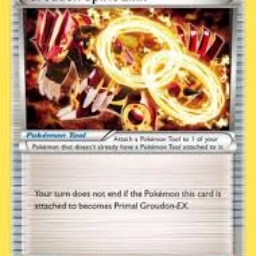 Pokémon Tool
Attach a Pokémon Tool to 1 of your
Pokémon that doesn't already have a Pokémon Tool attached to it.
Your turn does not end if the Pokémon this card is
attached to becomes Primal Groudon-EX.